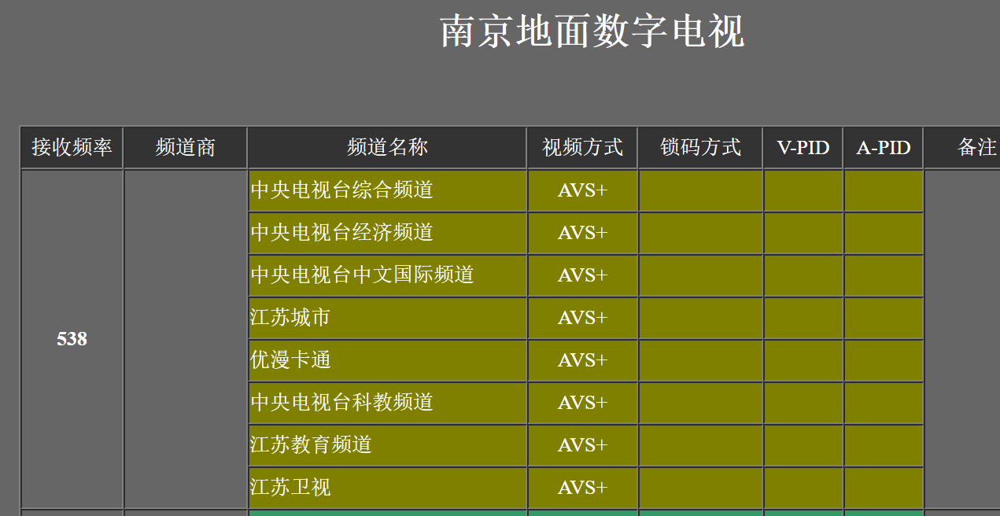 南京地面数字电视
接收频率 频道商 频道名称 视频方式 锁码方式 V-PID A-PID 备注
中央电视台综合频道 AVS+
中央电视台经济频道 AVS+
中央电视台中文国际频道 AVS+
江苏城市 AVS+
538
优漫卡通 AVS+
中央电视台科教频道 AVS+
江苏教育频道 AVS+
江苏卫视 AVS+